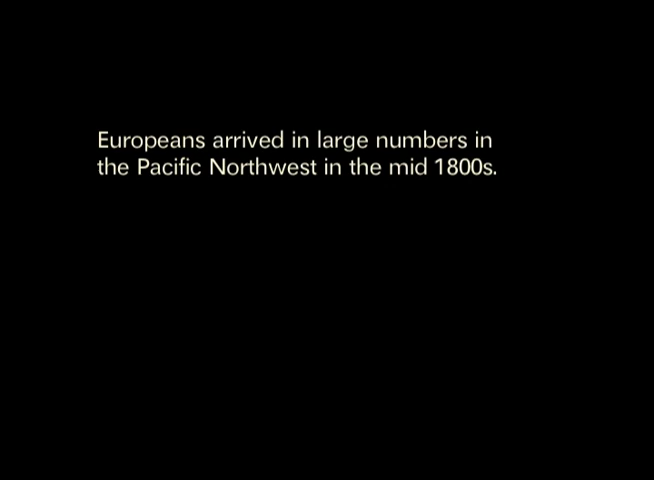 Europeans arrived in large numbers in
the Pacific Northwest in the mid 1800s.